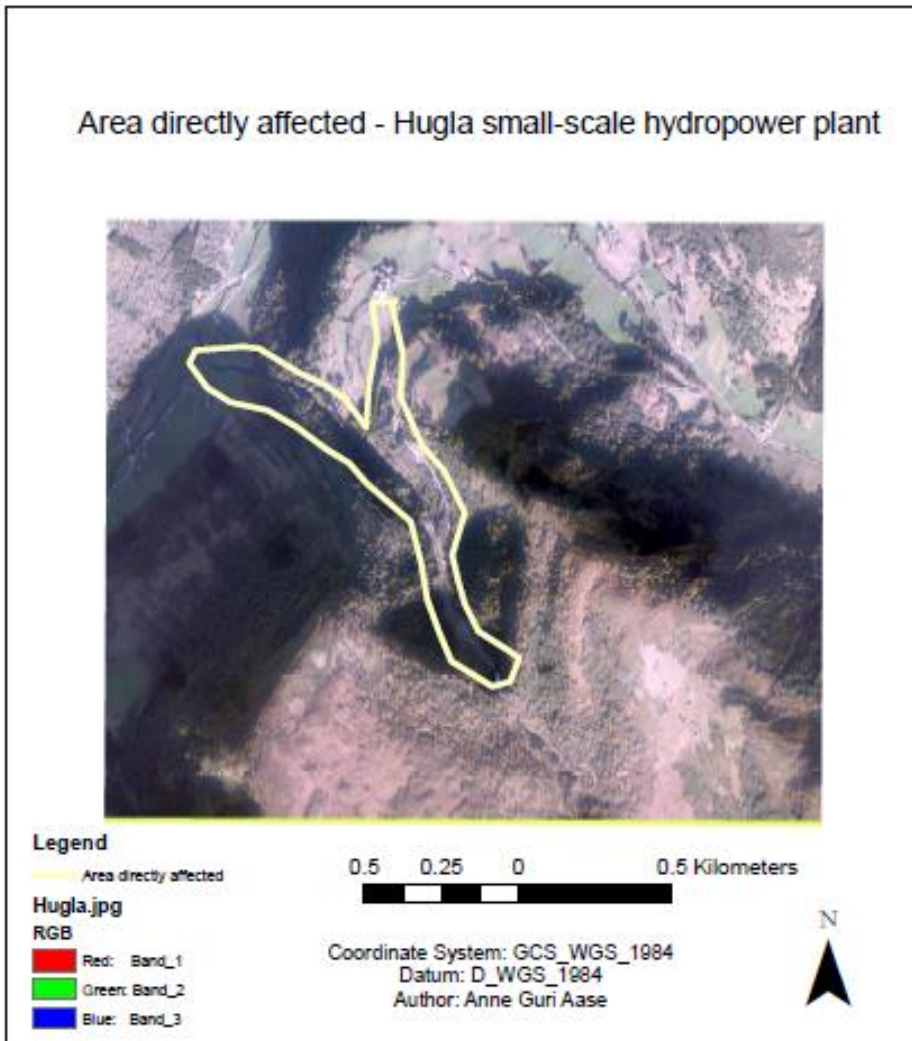 Area directly affected - Hugla small-scale hydropower plant
Legend
Area directly affected
Hugla.jpg
RGB
Red: Band_1
Green: Band_2
Blue: Band_3
0.5 0.25 0 0.5 Kilometers
Coordinate System: GCS_WGS_1984
Datum: D_WGS_1984
Author: Anne Guri Aase
N